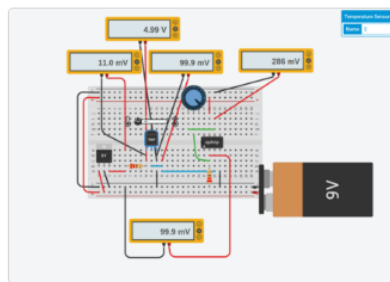 Temperature Sensor
4.99 V
Name
11.0 mV
99.9 mV
286 mV
9V
99.9 mV